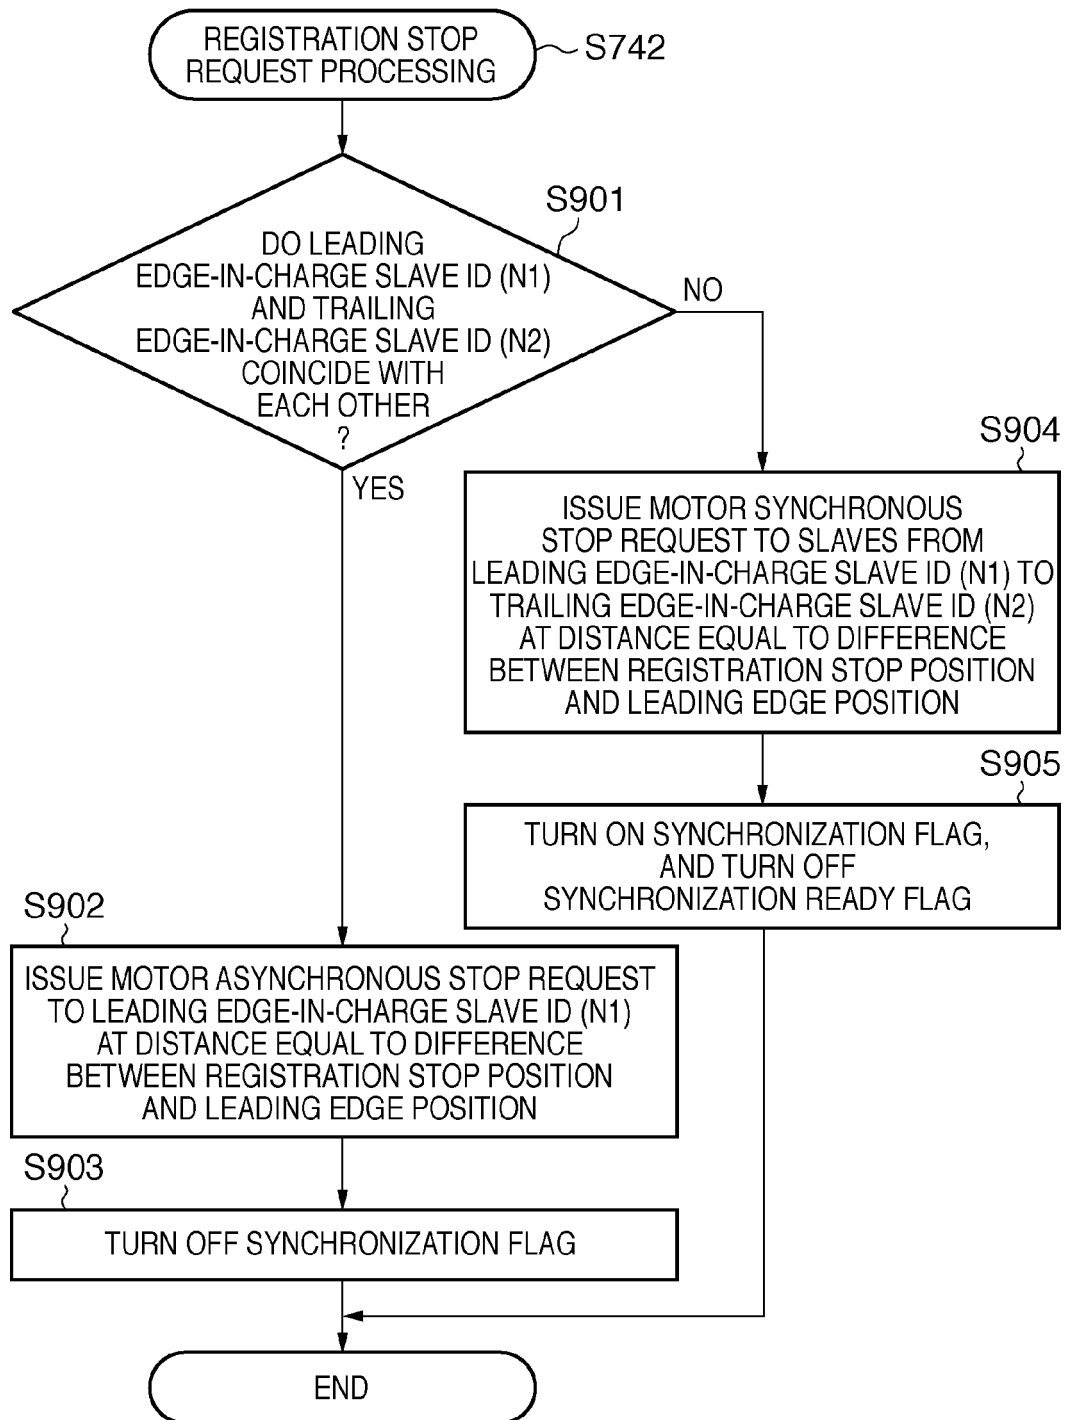 REGISTRATION STOP
REQUEST PROCESSING
S742
S901
DO LEADING
EDGE-IN-CHARGE SLAVE ID (N1)
AND TRAILING
EDGE-IN-CHARGE SLAVE ID (N2)
COINCIDE WITH
EACH OTHER
?
NO
YES
S904
ISSUE MOTOR SYNCHRONOUS
STOP REQUEST TO SLAVES FROM
LEADING EDGE-IN-CHARGE SLAVE ID (N1) TO
TRAILING EDGE-IN-CHARGE SLAVE ID (N2)
AT DISTANCE EQUAL TO DIFFERENCE
BETWEEN REGISTRATION STOP POSITION
AND LEADING EDGE POSITION
S905
TURN ON SYNCHRONIZATION FLAG,
AND TURN OFF
SYNCHRONIZATION READY FLAG
S902
ISSUE MOTOR ASYNCHRONOUS STOP REQUEST
TO LEADING EDGE-IN-CHARGE SLAVE ID (N1)
AT DISTANCE EQUAL TO DIFFERENCE
BETWEEN REGISTRATION STOP POSITION
AND LEADING EDGE POSITION
S903
TURN OFF SYNCHRONIZATION FLAG
END